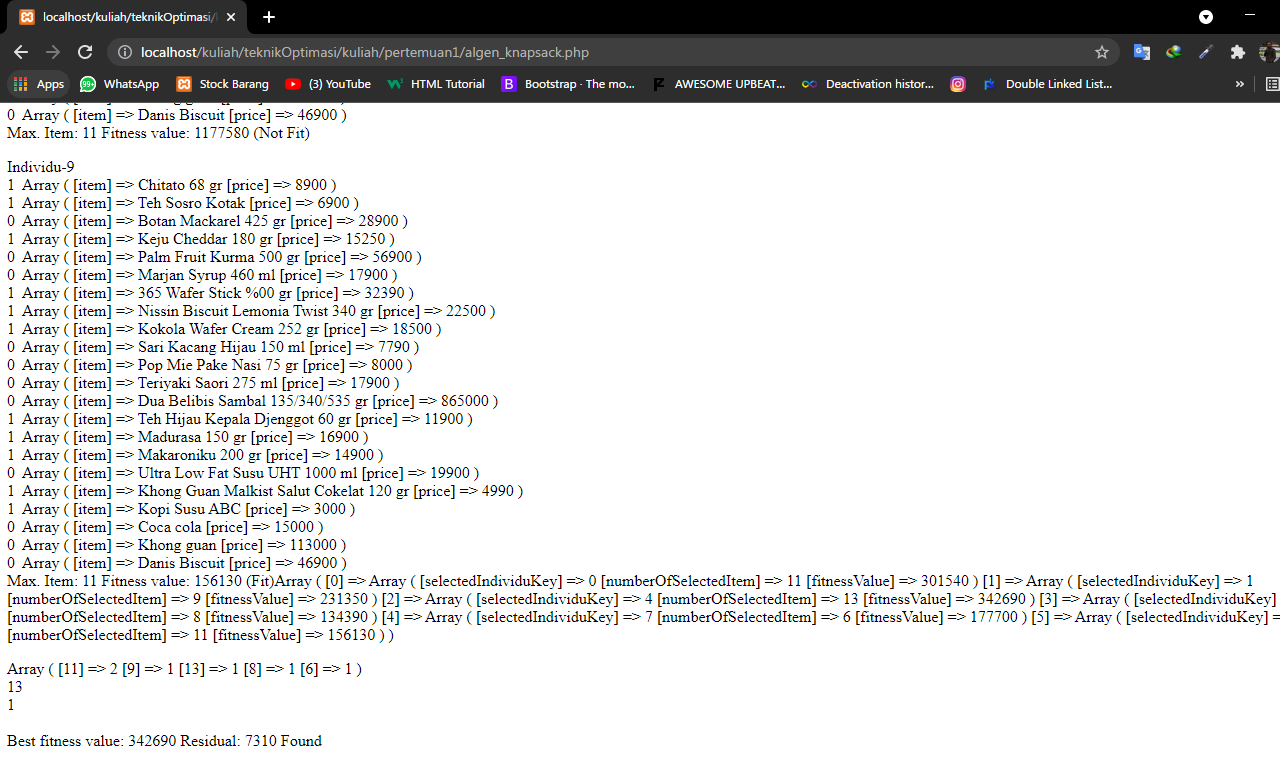 localhost/kuliah/teknikOptimasi/
localhost/kuliah/teknikOptimasi/kuliah/pertemuan1/algen_knapsack.php
Apps 99+ WhatsApp Stock Barang (3) YouTube HTML Tutorial B Bootstrap · The mo... AWESOME UPBEAT... Deactivation histor... Double Linked List... »
0 Array ( [item] => Danis Biscuit [price] => 46900 )
Max. Item: 11 Fitness value: 1177580 (Not Fit)
Individu-9
1 Array ( [item] => Chitato 68 gr [price] => 8900 )
1 Array ( [item] => Teh Sosro Kotak [price] => 6900 )
0 Array ( [item] => Botan Mackarel 425 gr [price] => 28900 )
1 Array ( [item] => Keju Cheddar 180 gr [price] => 15250 )
0 Array ( [item] => Palm Fruit Kurma 500 gr [price] => 56900 )
0 Array ( [item] => Marjan Syrup 460 ml [price] => 17900 )
1 Array ( [item] => 365 Wafer Stick %00 gr [price] => 32390 )
1 Array ( [item] => Nissin Biscuit Lemonia Twist 340 gr [price] => 22500 )
1 Array ( [item] => Kokola Wafer Cream 252 gr [price] => 18500 )
0 Array ( [item] => Sari Kacang Hijau 150 ml [price] => 7790 )
0 Array ( [item] => Pop Mie Pake Nasi 75 gr [price] => 8000 )
0 Array ( [item] => Teriyaki Saori 275 ml [price] => 17900 )
0 Array ( [item] => Dua Belibis Sambal 135/340/535 gr [price] => 865000 )
1 Array ( [item] => Teh Hijau Kepala Djenggot 60 gr [price] => 11900 )
1 Array ( [item] => Madurasa 150 gr [price] => 16900 )
1 Array ( [item] => Makaroniku 200 gr [price] => 14900 )
0 Array ( [item] => Ultra Low Fat Susu UHT 1000 ml [price] => 19900 )
1 Array ( [item] => Khong Guan Malkist Salut Cokelat 120 gr [price] => 4990 )
1 Array ( [item] => Kopi Susu ABC [price] => 3000 )
0 Array ( [item] => Coca cola [price] => 15000 )
0 Array ( [item] => Khong guan [price] => 113000 )
0 Array ( [item] => Danis Biscuit [price] => 46900 )
Max. Item: 11 Fitness value: 156130 (Fit)Array ( [0] => Array ( [selectedIndividuKey] => 0 [numberOfSelectedItem] => 11 [fitnessValue] => 301540 ) [1] => Array ( [selectedIndividuKey] => 1
[numberOfSelectedItem] => 9 [fitnessValue] => 231350 ) [2] => Array ( [selectedIndividuKey] => 4 [numberOfSelectedItem] => 13 [fitnessValue] => 342690 ) [3] => Array ( [selectedIndividuKey]
[numberOfSelectedItem] => 8 [fitnessValue] => 134390 ) [4] => Array ( [selectedIndividuKey] => 7 [numberOfSelectedItem] => 6 [fitnessValue] => 177700 ) [5] => Array ( [selectedIndividuKey] =>
[numberOfSelectedItem] => 11 [fitnessValue] => 156130 ) )
Array ( [11] => 2 [9] => 1 [13] => 1 [8] => 1 [6] => 1 )
13
1
Best fitness value: 342690 Residual: 7310 Found